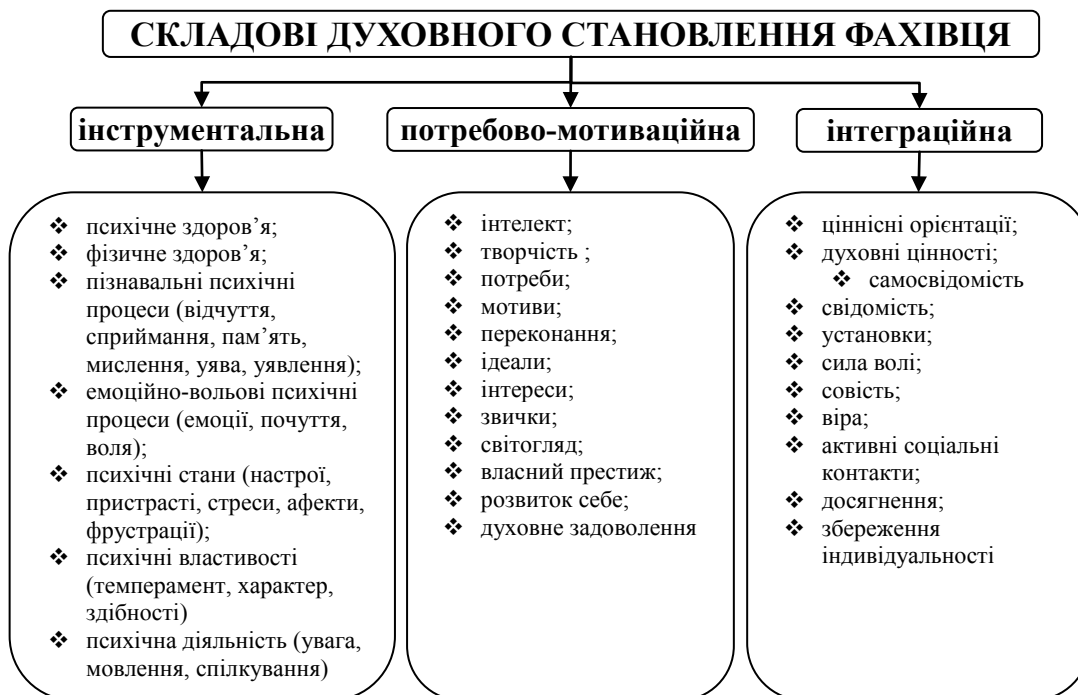 СКЛАДОВІ ДУХОВНОГО СТАНОВЛЕННЯ ФАХІВЦЯ
інструментальна
❖ психічне здоров’я;
❖ фізичне здоров’я;
❖ пізнавальні психічні
процеси (відчуття,
сприймання, пам’ять,
мислення, уява, уявлення);
❖ емоційно-вольові психічні
процеси (емоції, почуття,
воля);
❖ психічні стани (настрої,
пристрасті, стреси, афекти,
фрустрації);
❖ психічні властивості
(темперамент, характер,
здібності)
❖ психічна діяльність (увага,
мовлення, спілкування)
потребово-мотиваційна
❖ інтелект;
❖ творчість ;
❖ потреби;
❖ мотиви;
❖ переконання;
❖ ідеали;
❖ інтереси;
❖ звички;
❖ світогляд;
❖ власний престиж;
❖ розвиток себе;
❖ духовне задоволення
інтеграційна
❖ ціннісні орієнтації;
❖ духовні цінності;
❖ самосвідомість
❖ свідомість;
❖ установки;
❖ сила волі;
❖ совість;
❖ віра;
❖ активні соціальні
контакти;
❖ досягнення;
❖ збереження
індивідуальності